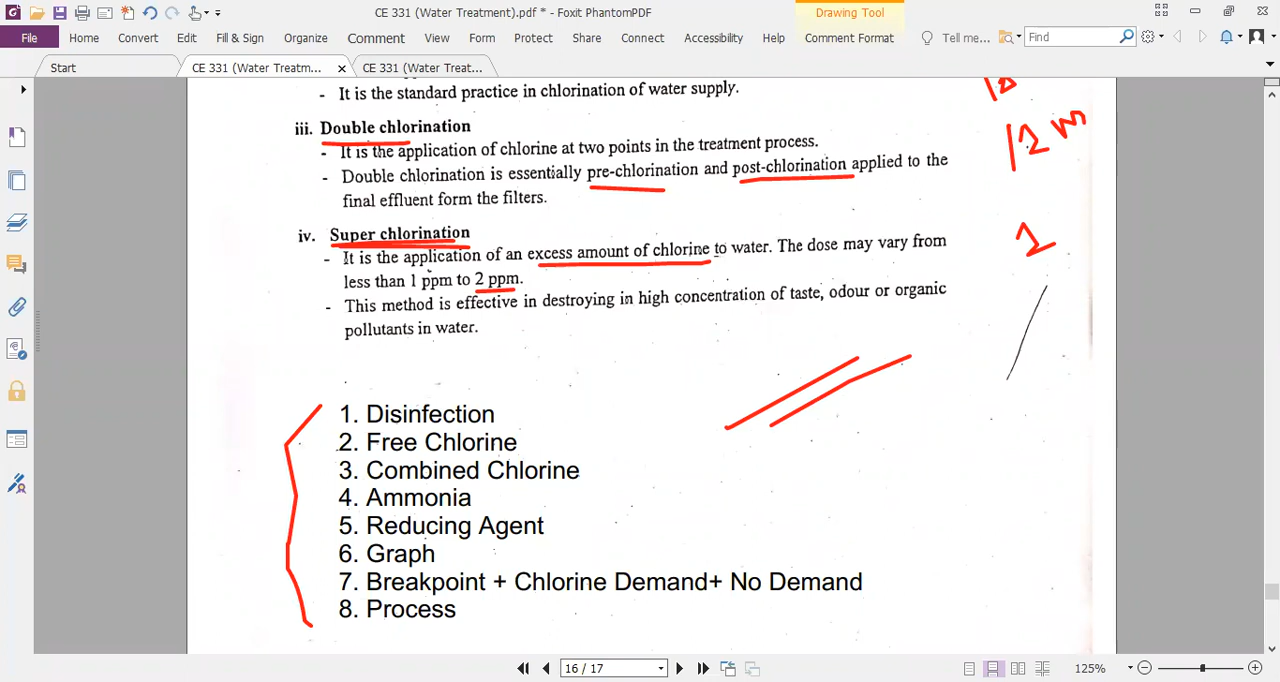 CE 331 (Water Treatment).pdf * - Foxit PhantomPDF
Drawing Tool
File Home Convert Edit Fill & Sign Organize Comment View Form Protect Share Connect Accessibility Help Comment Format Tell me... Find
Start CE 331 (Water Treatm... CE 331 (Water Treat...
- It is the standard practice in chlorination of water supply.
iii. Double chlorination
- It is the application of chlorine at two points in the treatment process.
- Double chlorination is essentially pre-chlorination and post-chlorination applied to the
final effluent form the filters.
12 m
iv. Super chlorination
- It is the application of an excess amount of chlorine to water. The dose may vary from
less than 1 ppm to 2 ppm.
- This method is effective in destroying in high concentration of taste, odour or organic
pollutants in water.
1. Disinfection
2. Free Chlorine
3. Combined Chlorine
4. Ammonia
5. Reducing Agent
6. Graph
7. Breakpoint + Chlorine Demand+ No Demand
8. Process
16 / 17
125%